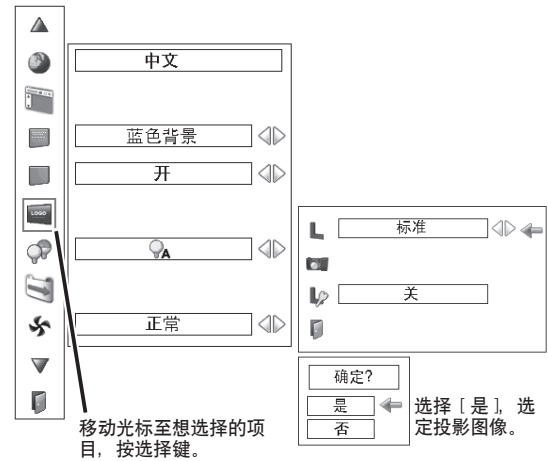 中文
蓝色背景
开
LOGO
A
正常
移动光标至想选择的项
目，按选择键。
标准
关
确定?
是
否
选择［是］，选
定投影图像。